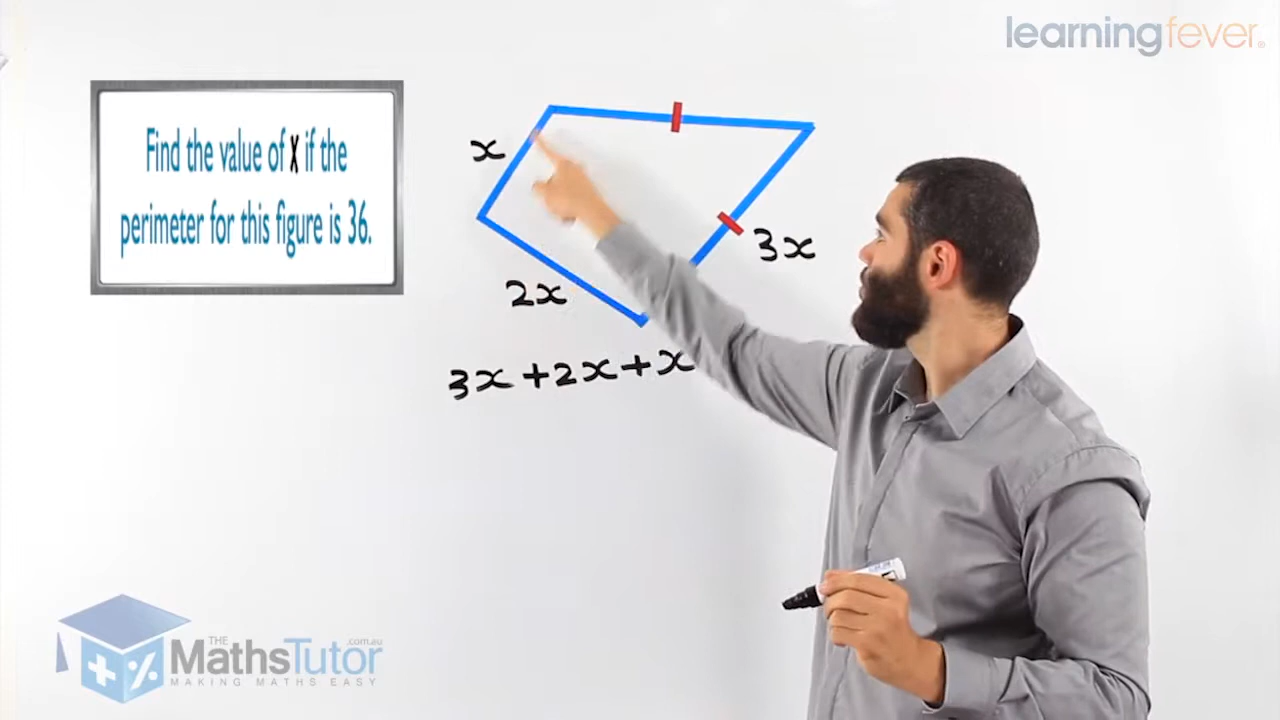 learningfever®
Find the value of x if the
perimeter for this figure is 36.
x
3x
2x
3x + 2x + x
THE MathsTutor .com.au
MAKING MATHS EASY